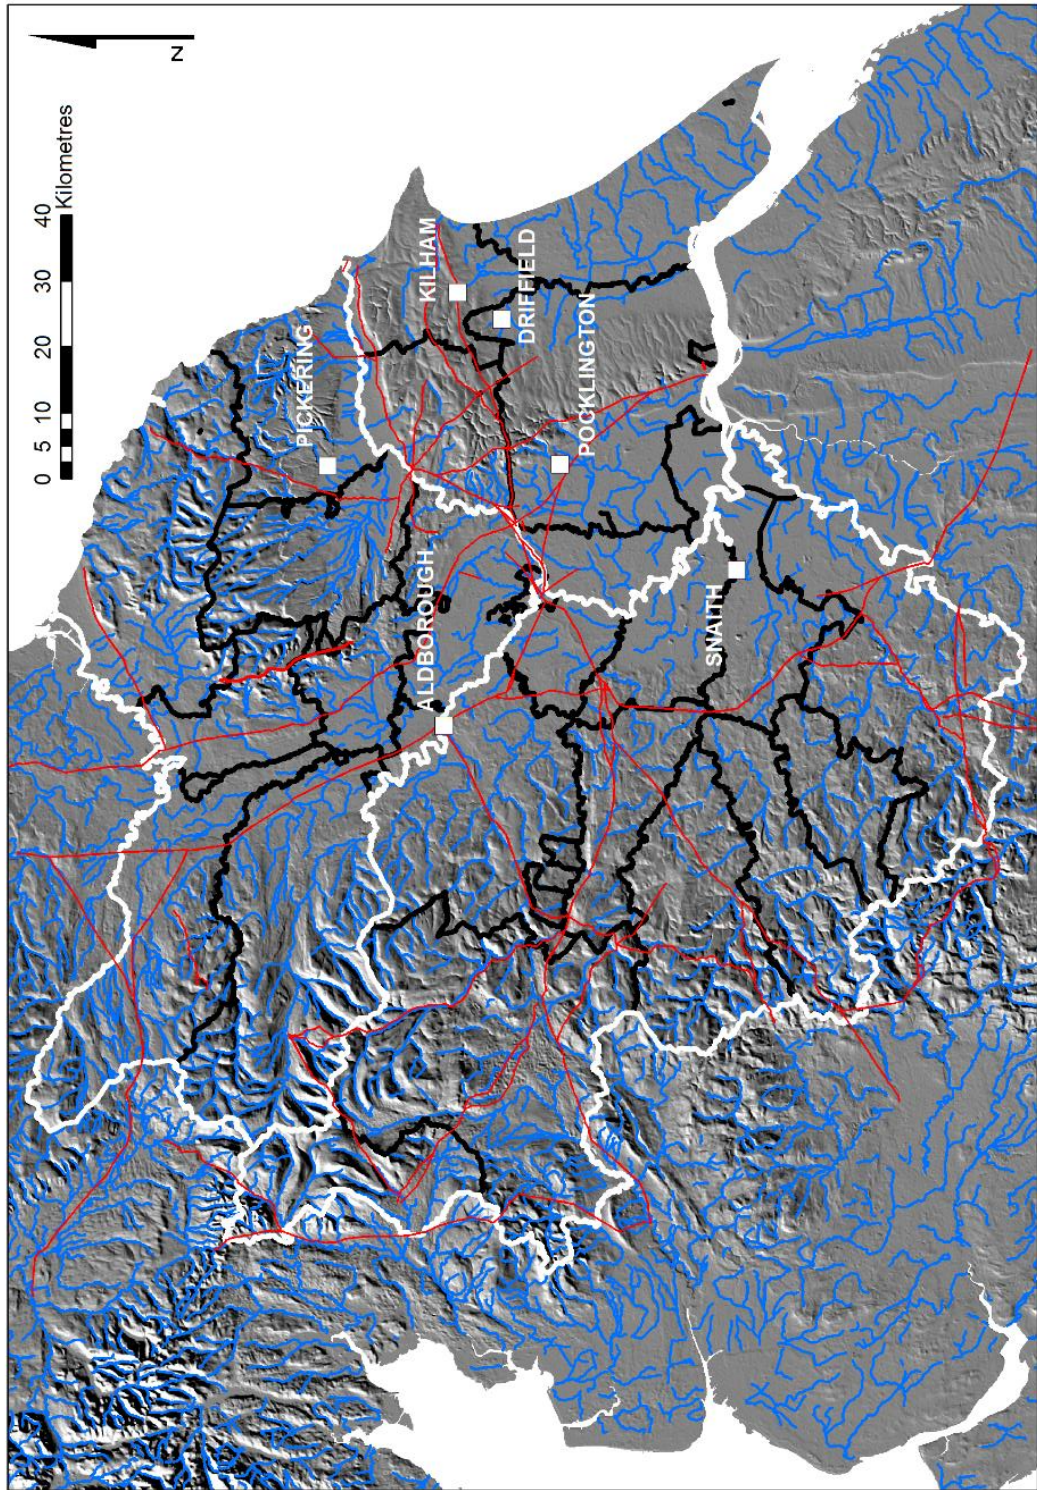 N
0 5 10 20 30 40
Kilometres
PICKERING
KILHAM
DRIFFIELD
ALDBOROUGH
POCKLINGTON
SNAITH